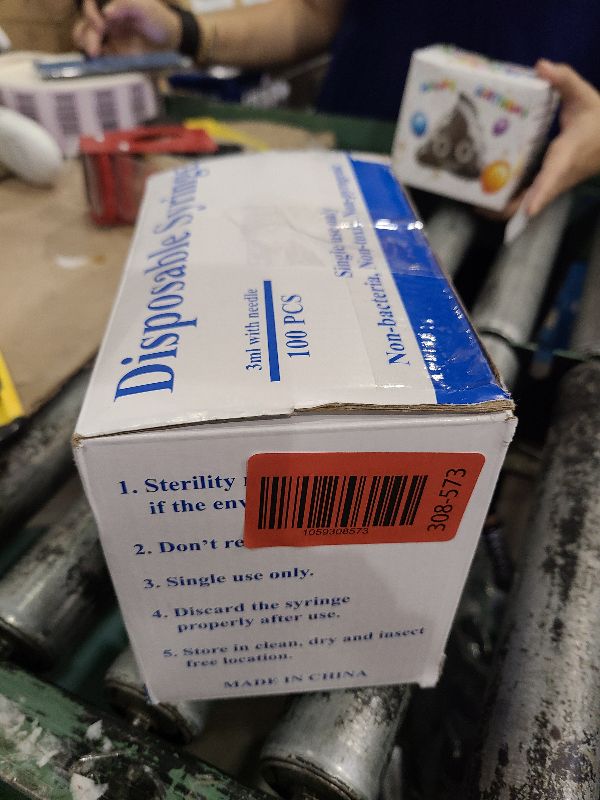 Disposable Syringe
3ml with needle
100 PCS
Single use only
Non-bacteria, Non-toxic, Non-pyrogenic
1. Sterility
if the
2. Don't
3. Single use only.
4. Discard the syringe
properly after use.
5. Store in clean, dry and insect
free location.
MADE IN CHINA
1059308573
308-573